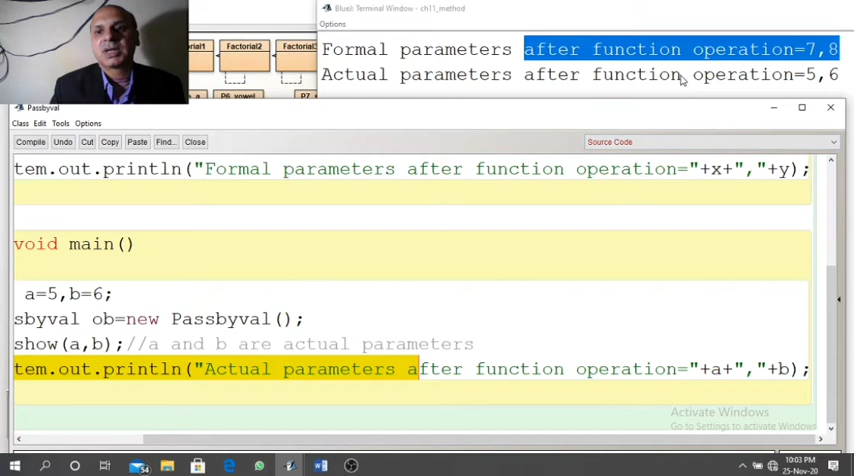 BlueJ: Terminal Window - ch11_method
Options
Factorial2
Formal parameters after function operation=7,8
Actual parameters after function operation=5,6
P6_vowel
Passbyval
Class Edit Tools Options
Compile Undo Cut Copy Paste Find... Close
Source Code
tem.out.println("Formal parameters after function operation="+x+","+y);
void main()
a=5,b=6;
sbyval ob=new Passbyval();
show(a,b);//a and b are actual parameters
tem.out.println("Actual parameters after function operation="+a+","+b);
Activate Windows
Go to Settings to activate Windows.
54
10:03 PM
25-Nov-20